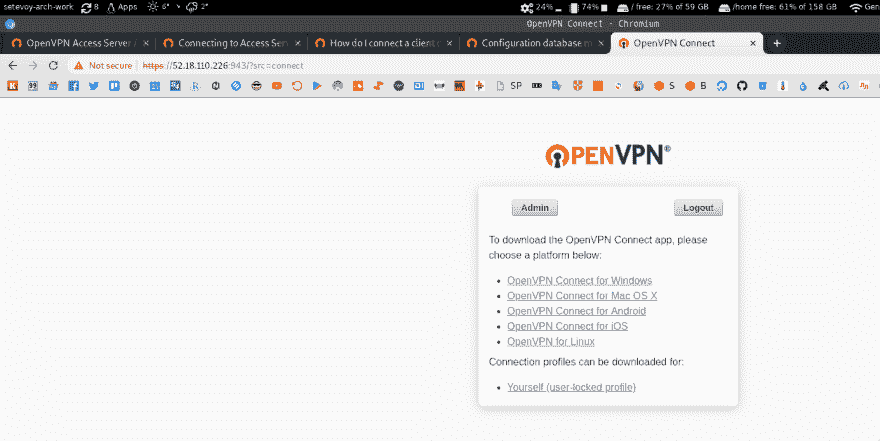 setevoy-arch-work 8 Apps 6° 2° 24% 74% / free: 27% of 59 GB /home free: 61% of 158 GB Gen
OpenVPN Connect - Chromium
OpenVPN Access Server / Connecting to Access Ser How do I connect a client Configuration database m OpenVPN Connect
Not secure https://52.18.110.226:943/?src=connect
SP S B
OPENVPN®
Admin Logout
To download the OpenVPN Connect app, please
choose a platform below:
OpenVPN Connect for Windows
OpenVPN Connect for Mac OS X
OpenVPN Connect for Android
OpenVPN Connect for iOS
OpenVPN for Linux
Connection profiles can be downloaded for:
Yourself (user-locked profile)